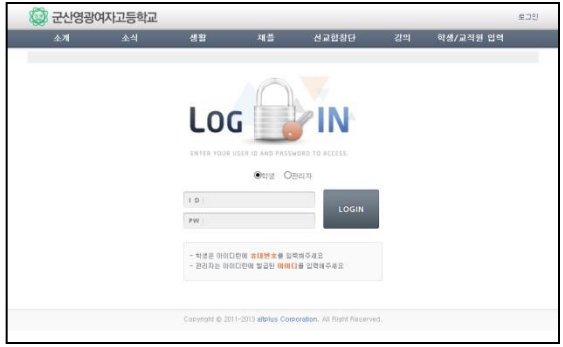 군산영광여자고등학교
로그인
소개 소식 생활 채플 선교합창단 강의 학생/교직원 입력
LOG IN
ENTER YOUR USER ID AND PASSWORD TO ACCESS.
학생 관리자
ID
LOGIN
PW
- 학생은 아이디란에 휴대번호를 입력해주세요
- 관리자는 아이디란에 발급된 아이디를 입력해주세요
Copyright © 2011-2013 altplus Corporation. All Right Reserved.